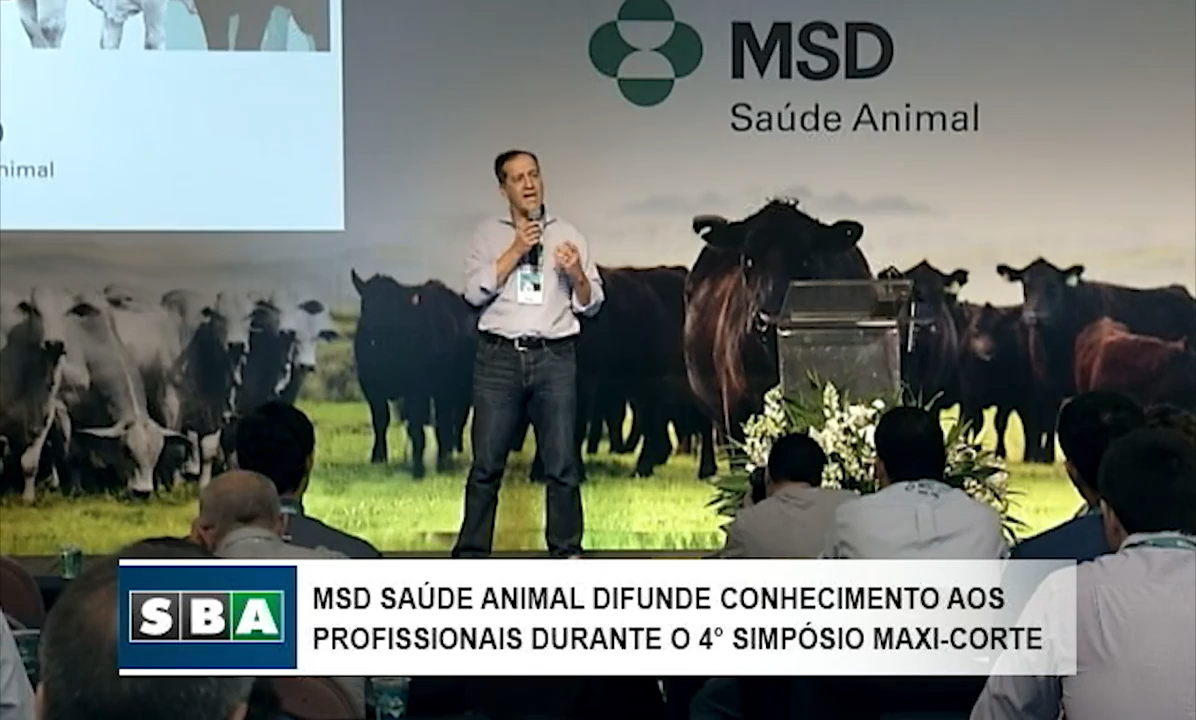 MSD
Saúde Animal
nimal
SBA
MSD SAÚDE ANIMAL DIFUNDE CONHECIMENTO AOS
PROFISSIONAIS DURANTE O 4° SIMPÓSIO MAXI-CORTE